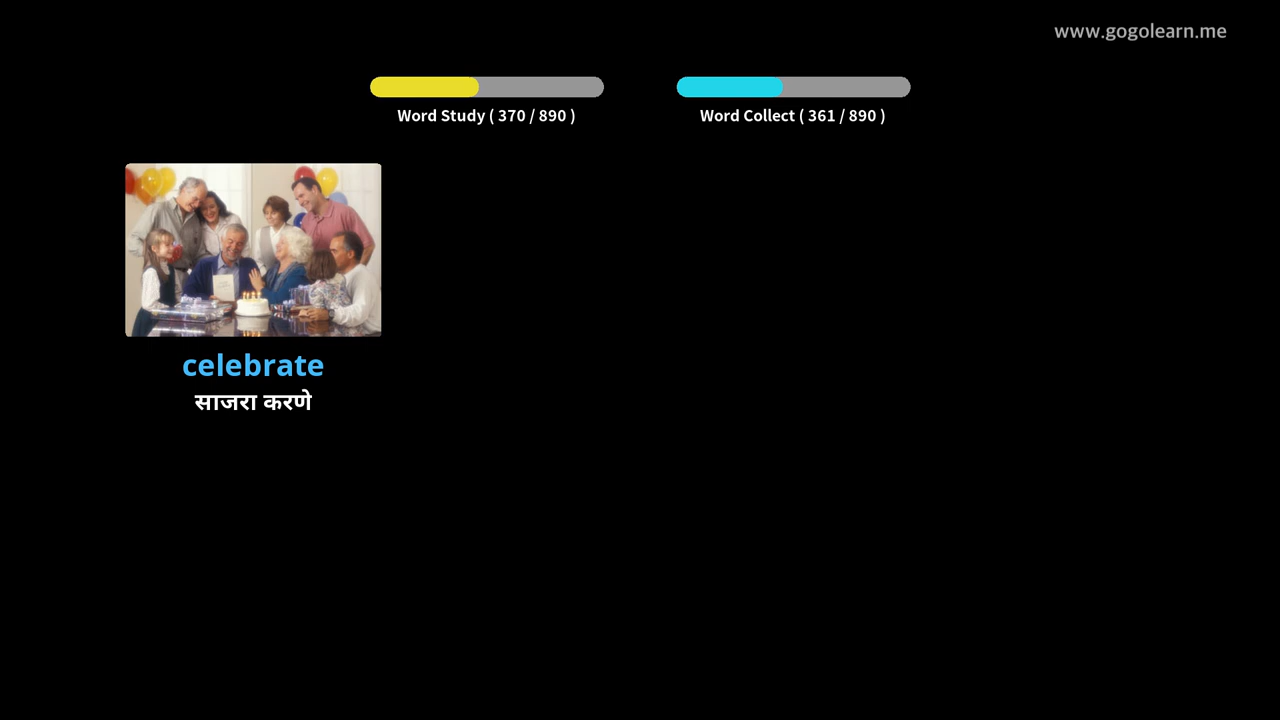 www.gogolearn.me
Word Study ( 370 / 890 )
Word Collect ( 361 / 890 )
celebrate
साजरा करणे